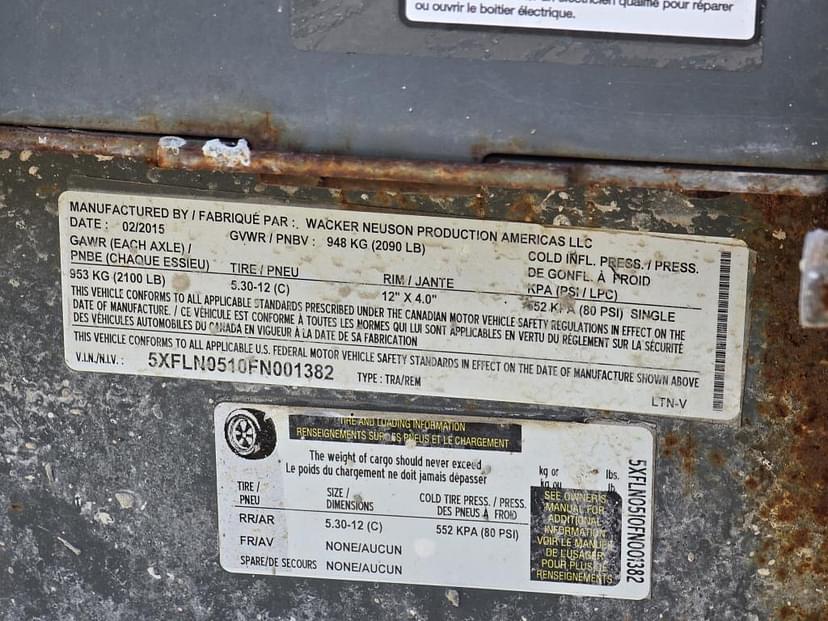 un électricien qualifié pour réparer
ou ouvrir le boitier électrique.
MANUFACTURED BY / FABRIQUÉ PAR : WACKER NEUSON PRODUCTION AMERICAS LLC
DATE : 02/2015 GVWR / PNBV : 948 KG (2090 LB)
GAWR (EACH AXLE) / COLD INFL. PRESS. / PRESS.
PNBE (CHAQUE ESSIEU) TIRE / PNEU RIM / JANTE DE GONFL. À FROID
KPA (PSI / LPC)
953 KG (2100 LB) 5.30-12 (C) 12" X 4.0" 552 KPA (80 PSI) SINGLE
THIS VEHICLE CONFORMS TO ALL APPLICABLE STANDARDS PRESCRIBED UNDER THE CANADIAN MOTOR VEHICLE SAFETY REGULATIONS IN EFFECT ON THE
DATE OF MANUFACTURE. / CE VÉHICULE EST CONFORME À TOUTES LES NORMES QUI LUI SONT APPLICABLES EN VERTU DU RÈGLEMENT SUR LA SÉCURITÉ
DES VÉHICULES AUTOMOBILES DU CANADA EN VIGUEUR À LA DATE DE SA FABRICATION
THIS VEHICLE CONFORMS TO ALL APPLICABLE U.S. FEDERAL MOTOR VEHICLE SAFETY STANDARDS IN EFFECT ON THE DATE OF MANUFACTURE SHOWN ABOVE
V.I.N./N.I.V. : 5XFLN0510FN001382 TYPE : TRA/REM LTN-V
TIRE AND LOADING INFORMATION
RENSEIGNEMENTS SUR LES PNEUS ET LE CHARGEMENT
The weight of cargo should never exceed kg or lbs.
Le poids du chargement ne doit jamais dépasser kg ou lb.
TIRE / PNEU SIZE / DIMENSIONS COLD TIRE PRESS. / PRESS. DES PNEUS À FROID
RR/AR 5.30-12 (C) 552 KPA (80 PSI)
FR/AV NONE/AUCUN
SPARE/DE SECOURS NONE/AUCUN
SEE OWNER'S
MANUAL FOR
ADDITIONAL
INFORMATION
VOIR LE MANUEL
DE L'USAGER
POUR PLUS DE
RENSEIGNEMENTS
5XFLN0510FN001382